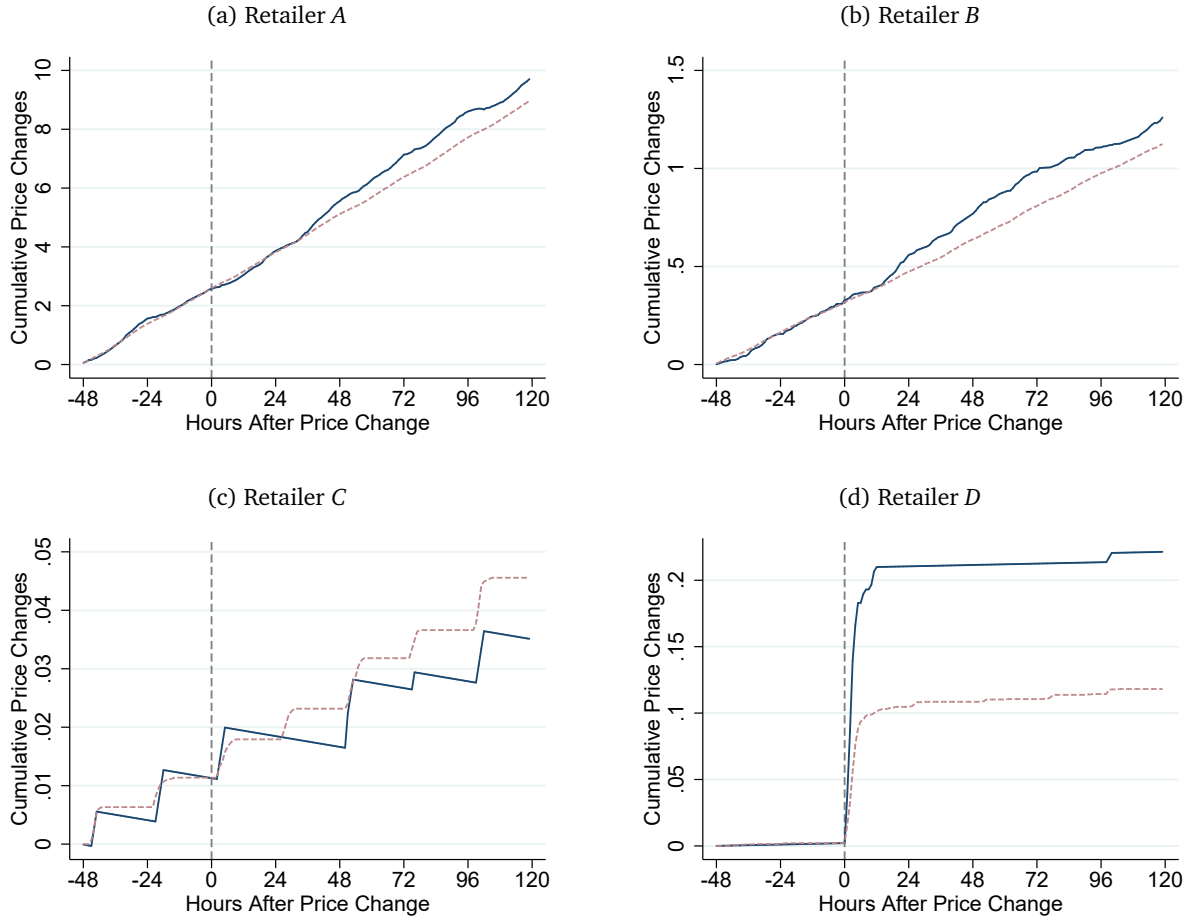 (a) Retailer A
(b) Retailer B
Cumulative Price Changes
10
8
6
4
2
0
-48 -24 0 24 48 72 96 120
Hours After Price Change
Cumulative Price Changes
1.5
1
.5
0
-48 -24 0 24 48 72 96 120
Hours After Price Change
(c) Retailer C
(d) Retailer D
Cumulative Price Changes
.05
.04
.03
.02
.01
0
-48 -24 0 24 48 72 96 120
Hours After Price Change
Cumulative Price Changes
.2
.15
.1
.05
0
-48 -24 0 24 48 72 96 120
Hours After Price Change